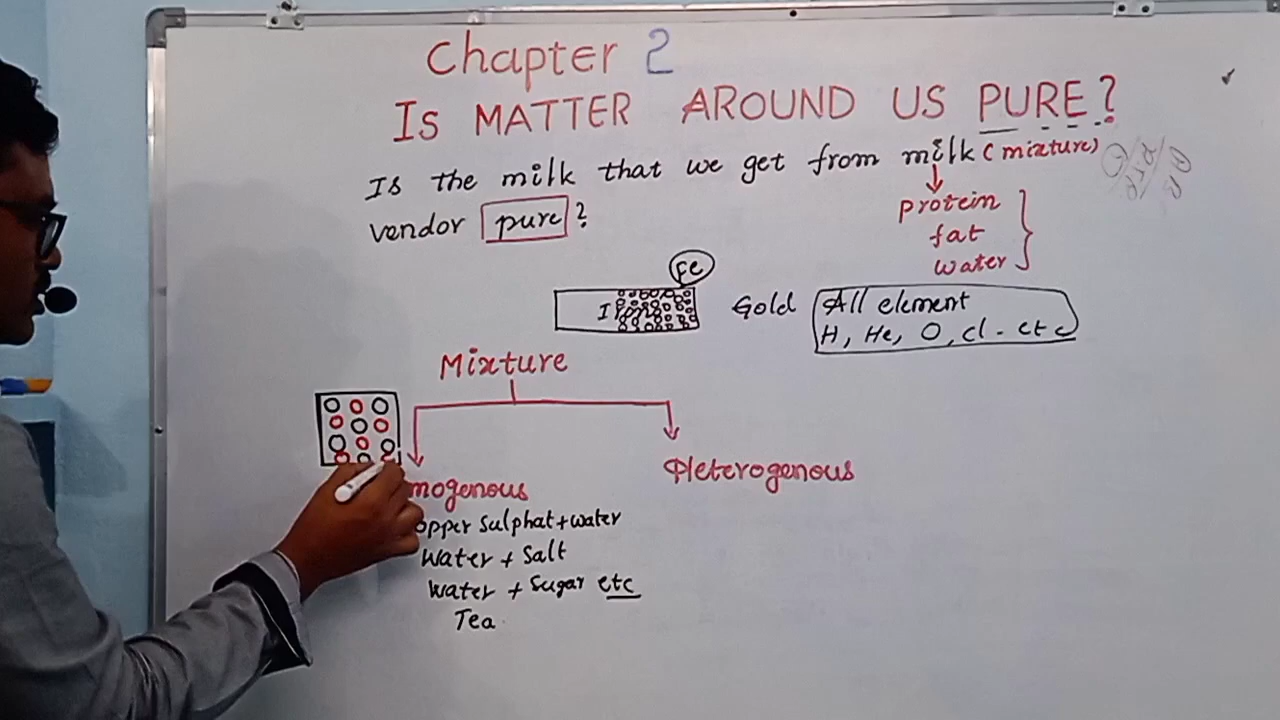 Chapter 2
Is MATTER AROUND US PURE?
Is the milk that we get from milk (mixture)
vendor pure?
protein
fat
water
Fe
Gold
All element
H, He, O, Cl - etc
Mixture
mogenous
Heterogenous
opper Sulphat+water
Water + Salt
Water + Sugar etc
Tea